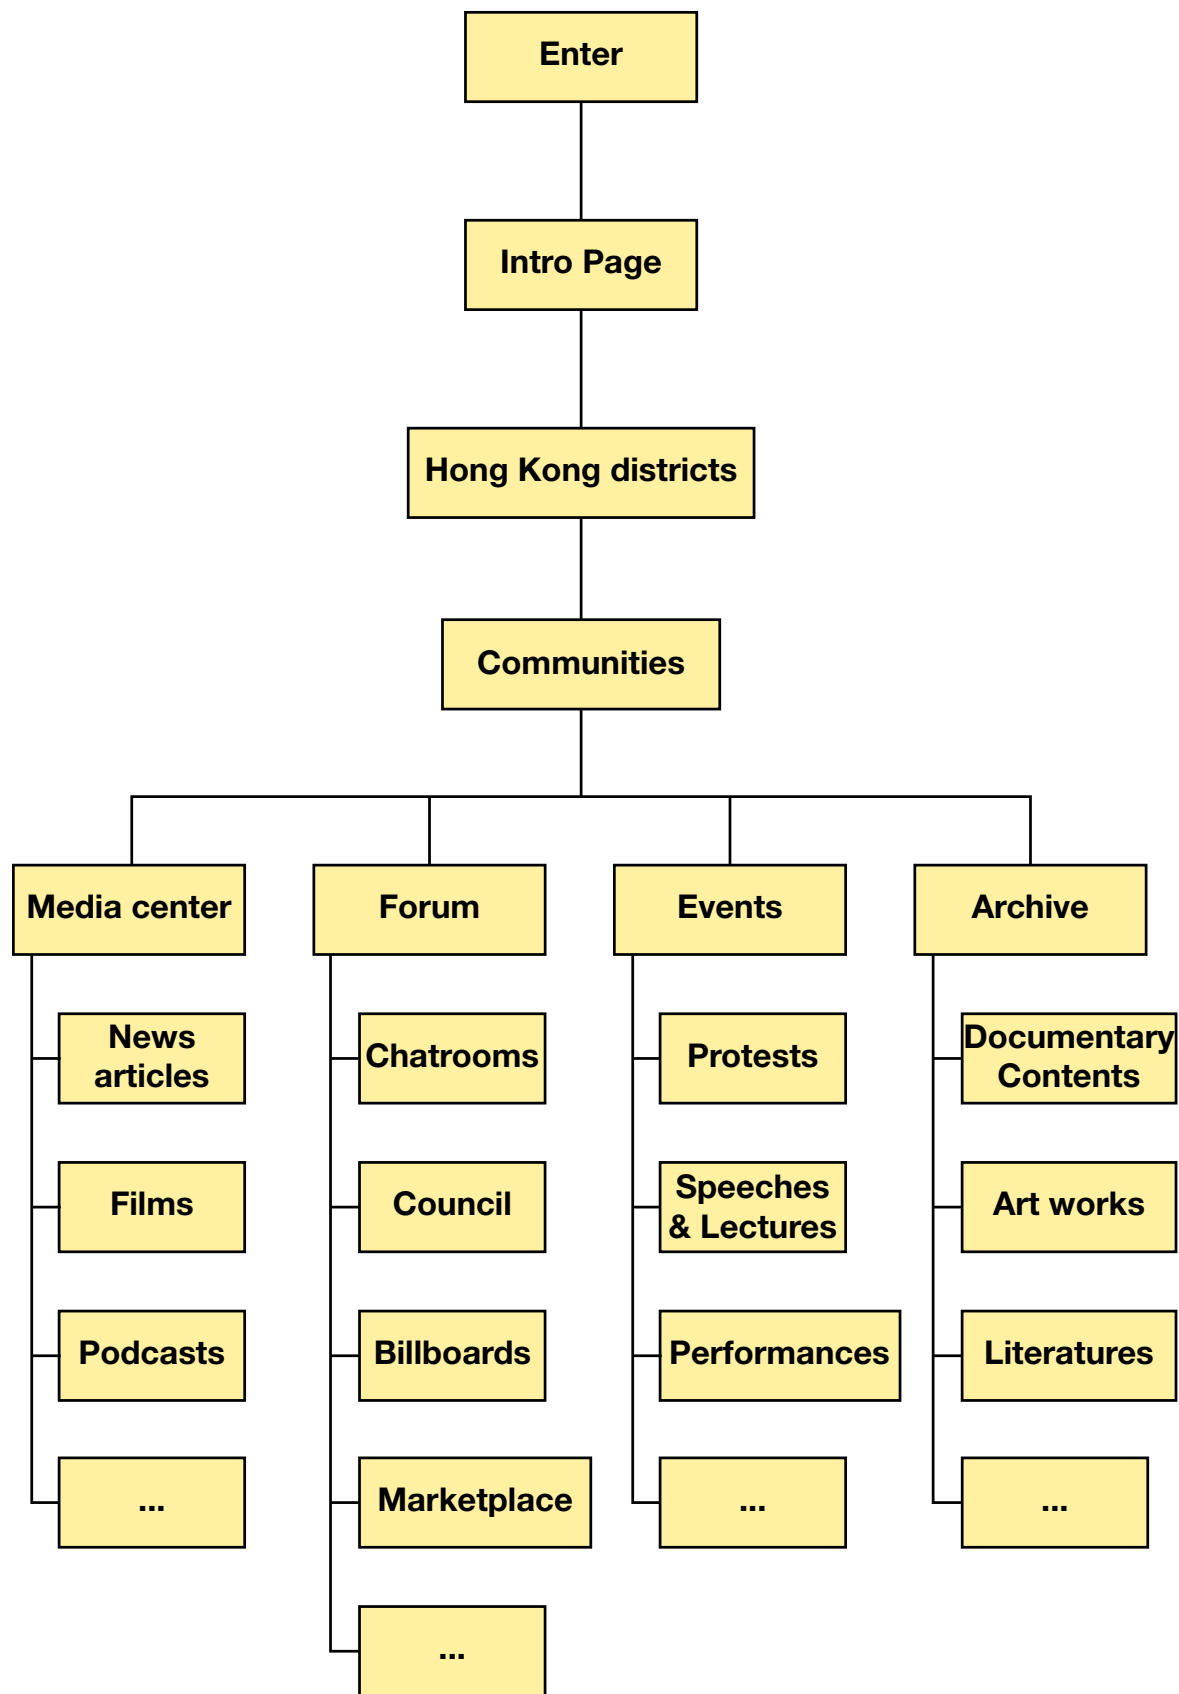 Enter
Intro Page
Hong Kong districts
Communities
Media center
Forum
Events
Archive
News
articles
Films
Podcasts
...
Chatrooms
Council
Billboards
Marketplace
...
Protests
Speeches
& Lectures
Performances
...
Documentary
Contents
Art works
Literatures
...